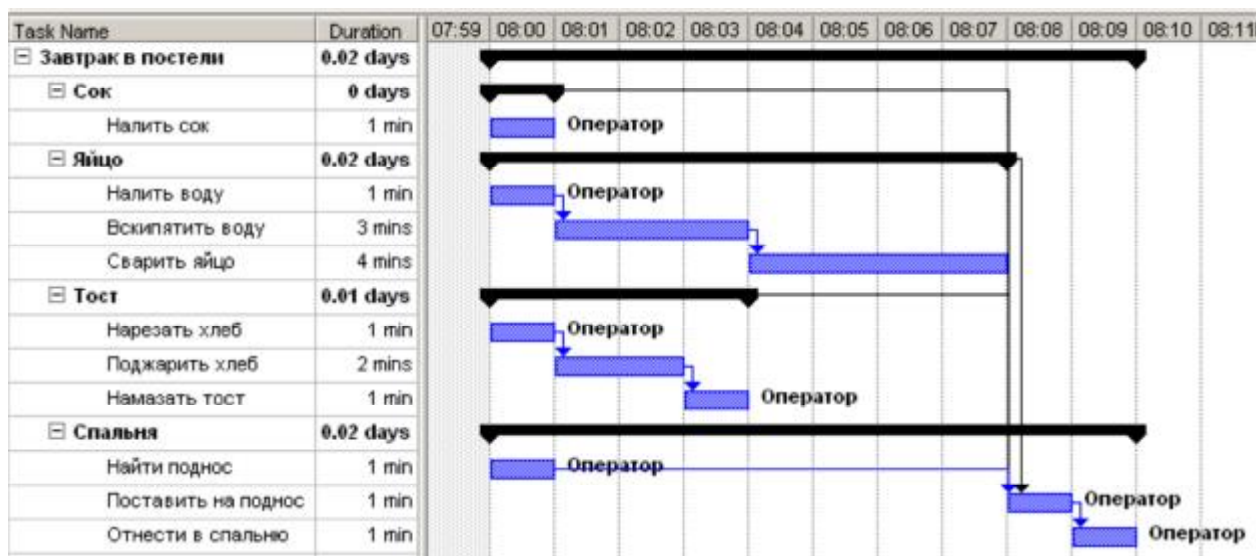 Task Name Duration 07:59 08:00 08:01 08:02 08:03 08:04 08:05 08:06 08:07 08:08 08:09 08:10 08:11
Завтрак в постели 0.02 days
Сок 0 days
Налить сок 1 min Оператор
Яйцо 0.02 days
Налить воду 1 min Оператор
Вскипятить воду 3 mins
Сварить яйцо 4 mins
Тост 0.01 days
Нарезать хлеб 1 min Оператор
Поджарить хлеб 2 mins
Намазать тост 1 min Оператор
Спальня 0.02 days
Найти поднос 1 min Оператор
Поставить на поднос 1 min Оператор
Отнести в спальню 1 min Оператор